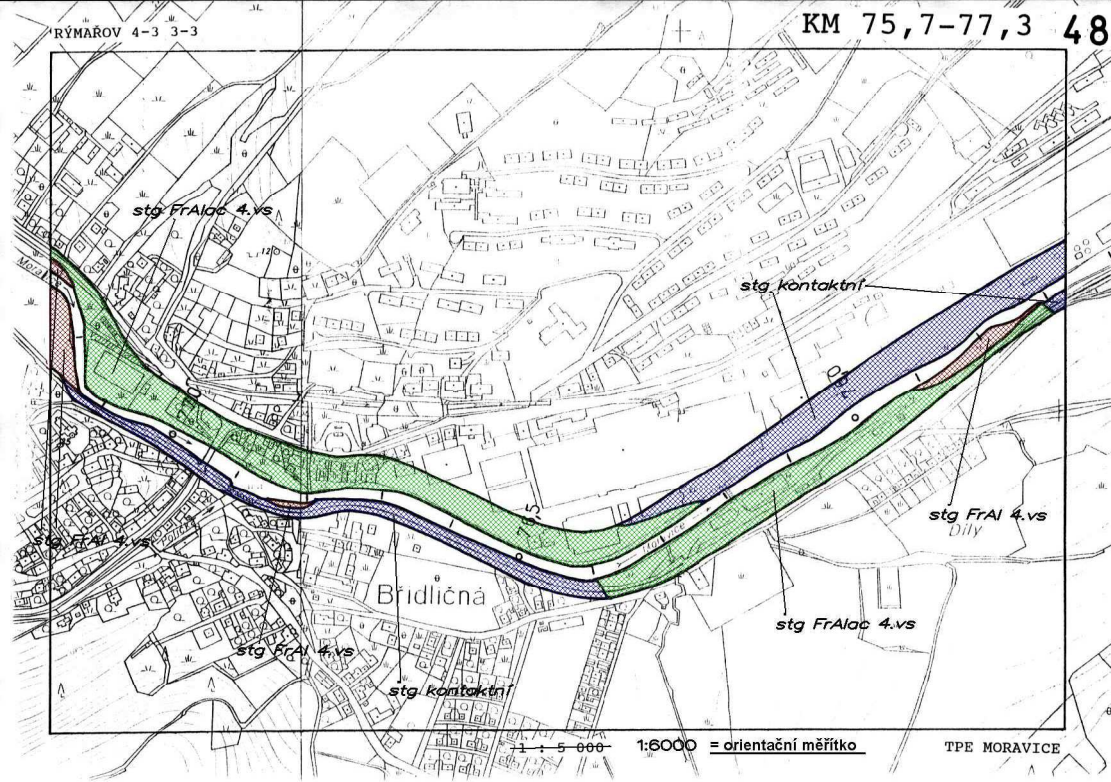 RÝMAŘOV 4-3 3-3
KM 75,7-77,3 48
stg FrAlac 4.vs
stg kontaktní
76,5
stg FrAl 4.vs
Díly
stg FrAl 4.vs
Břidličná
stg FrAlac 4.vs
stg FrAl 4.vs
stg kontaktní
1 : 5 000 1:6000 = orientační měřítko
TPE MORAVICE